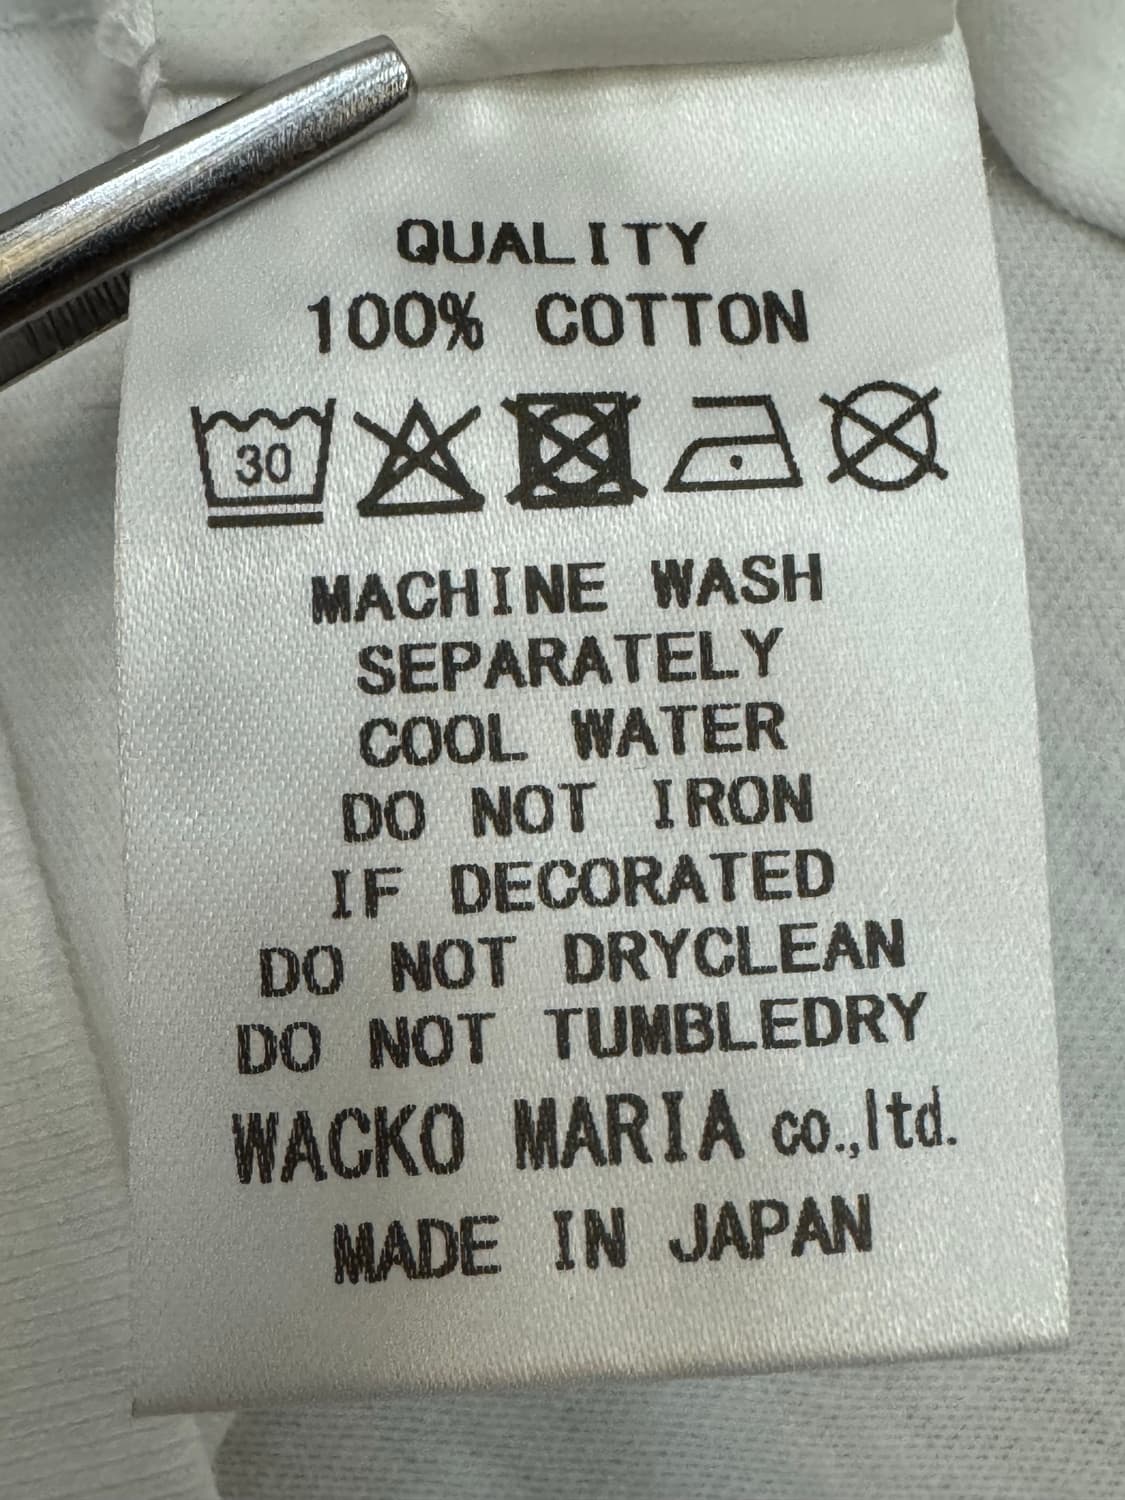 QUALITY
100% COTTON
30
MACHINE WASH
SEPARATELY
COOL WATER
DO NOT IRON
IF DECORATED
DO NOT DRYCLEAN
DO NOT TUMBLEDRY
WACKO MARIA co.,ltd.
MADE IN JAPAN